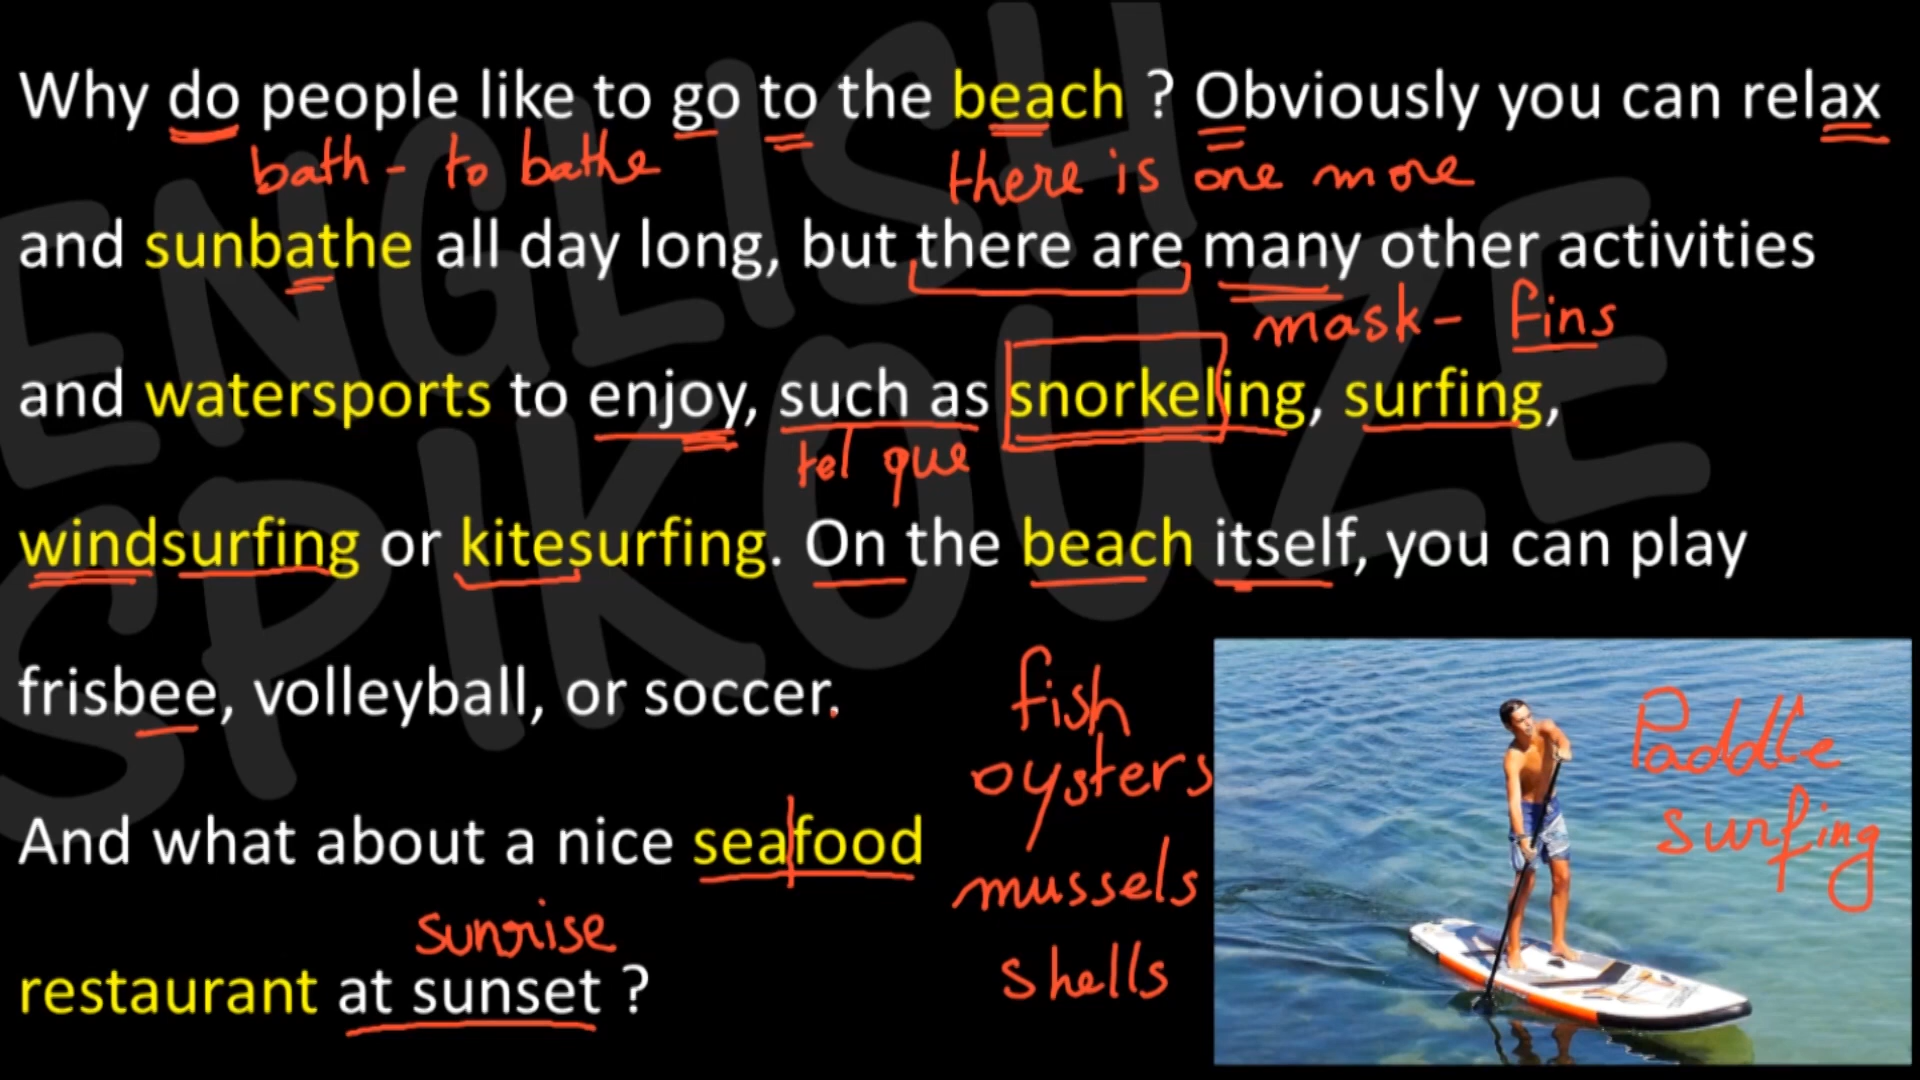 Why do people like to go to the beach ? Obviously you can relax
bath - to bathe
there is one more
and sunbathe all day long, but there are many other activities
mask - fins
and watersports to enjoy, such as snorkeling, surfing,
tel que
windsurfing or kitesurfing. On the beach itself, you can play
frisbee, volleyball, or soccer.
fish
oysters
mussels
shells
Paddle
surfing
And what about a nice seafood
sunrise
restaurant at sunset ?
ENGLISH
SPIKOUZE